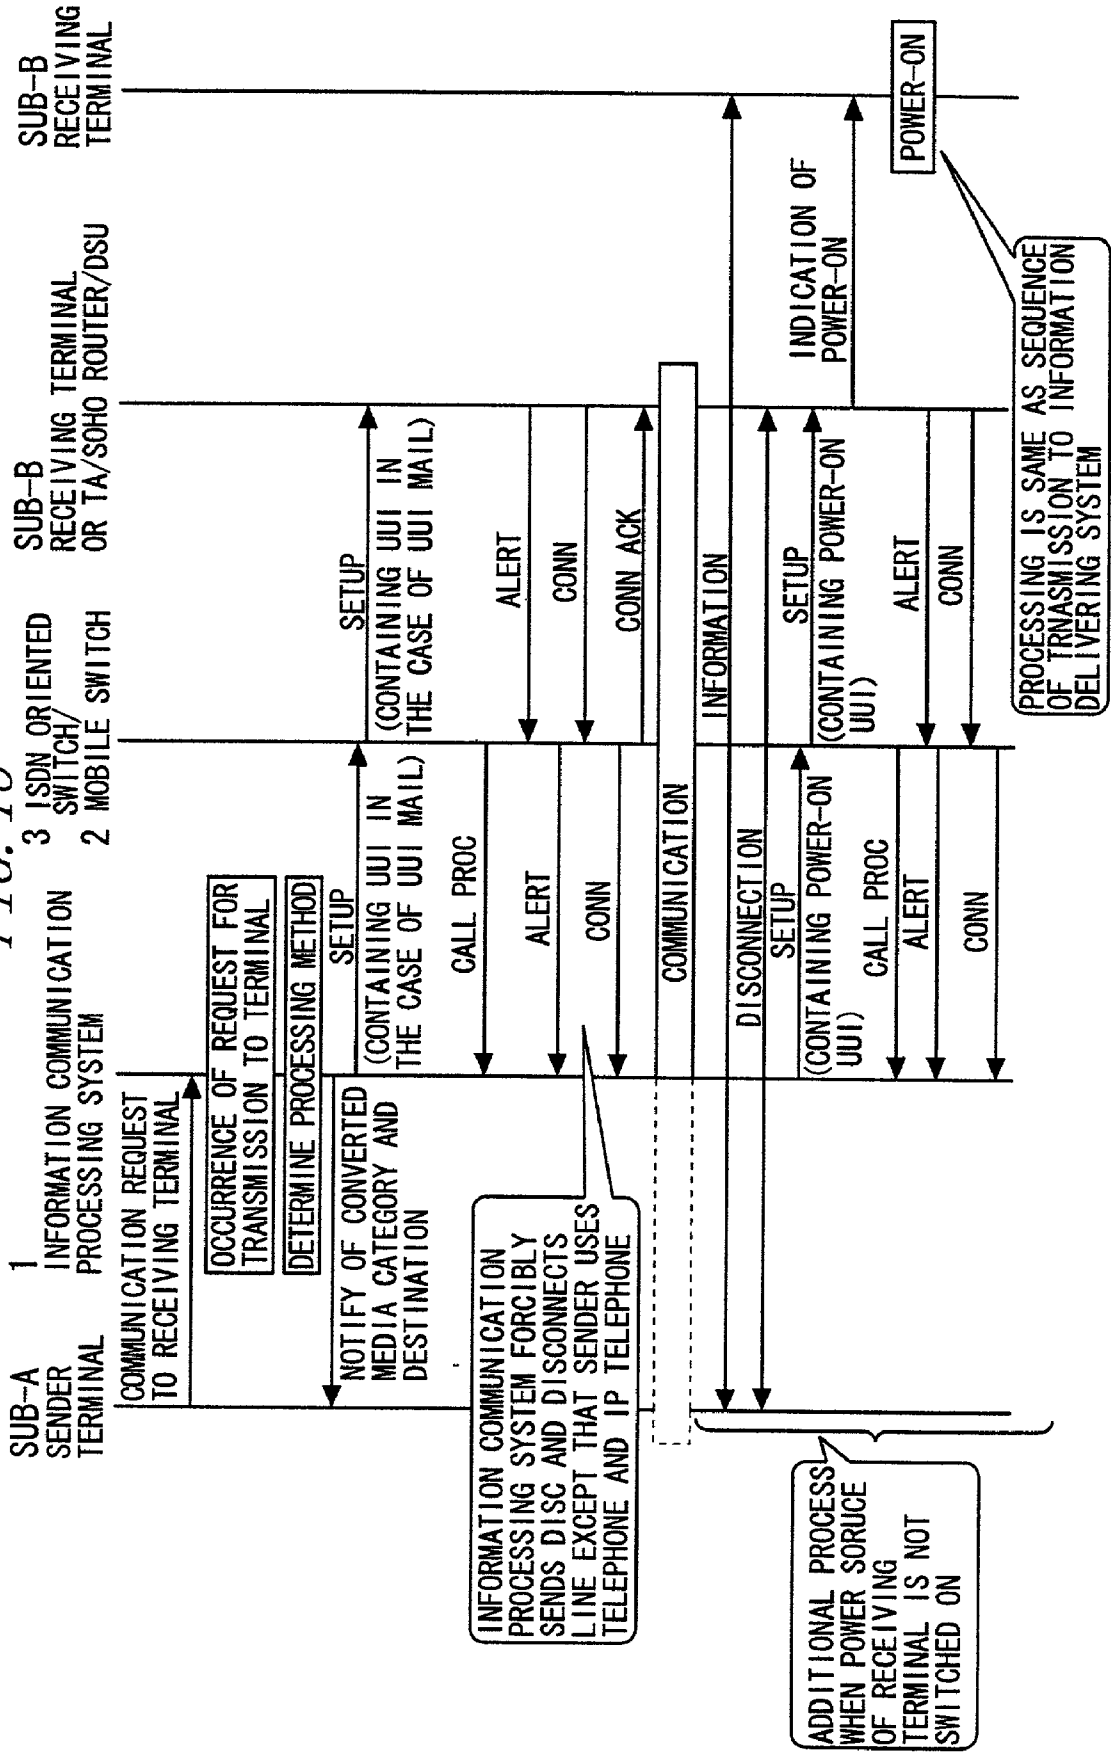 SUB-A
SENDER
TERMINAL
1
INFORMATION COMMUNICATION
PROCESSING SYSTEM
3 ISDN ORIENTED
SWITCH/
2 MOBILE SWITCH
SUB-B
RECEIVING TERMINAL
OR TA/SOHO ROUTER/DSU
SUB-B
RECEIVING
TERMINAL
COMMUNICATION REQUEST
TO RECEIVING TERMINAL
OCCURRENCE OF REQUEST FOR
TRANSMISSION TO TERMINAL
DETERMINE PROCESSING METHOD
NOTIFY OF CONVERTED
MEDIA CATEGORY AND
DESTINATION
SETUP
(CONTAINING UUI IN
THE CASE OF UUI MAIL)
SETUP
(CONTAINING UUI IN
THE CASE OF UUI MAIL)
CALL PROC
ALERT
ALERT
CONN
CONN
CONN ACK
INFORMATION COMMUNICATION
PROCESSING SYSTEM FORCIBLY
SENDS DISC AND DISCONNECTS
LINE EXCEPT THAT SENDER USES
TELEPHONE AND IP TELEPHONE
COMMUNICATION
INFORMATION
DISCONNECTION
SETUP
(CONTAINING POWER-ON
UUI)
SETUP
(CONTAINING POWER-ON
UUI)
INDICATION OF
POWER-ON
CALL PROC
ALERT
ALERT
CONN
CONN
POWER-ON
ADDITIONAL PROCESS
WHEN POWER SORUCE
OF RECEIVING
TERMINAL IS NOT
SWITCHED ON
PROCESSING IS SAME AS SEQUENCE
OF TRNASMISSION TO INFORMATION
DELIVERING SYSTEM